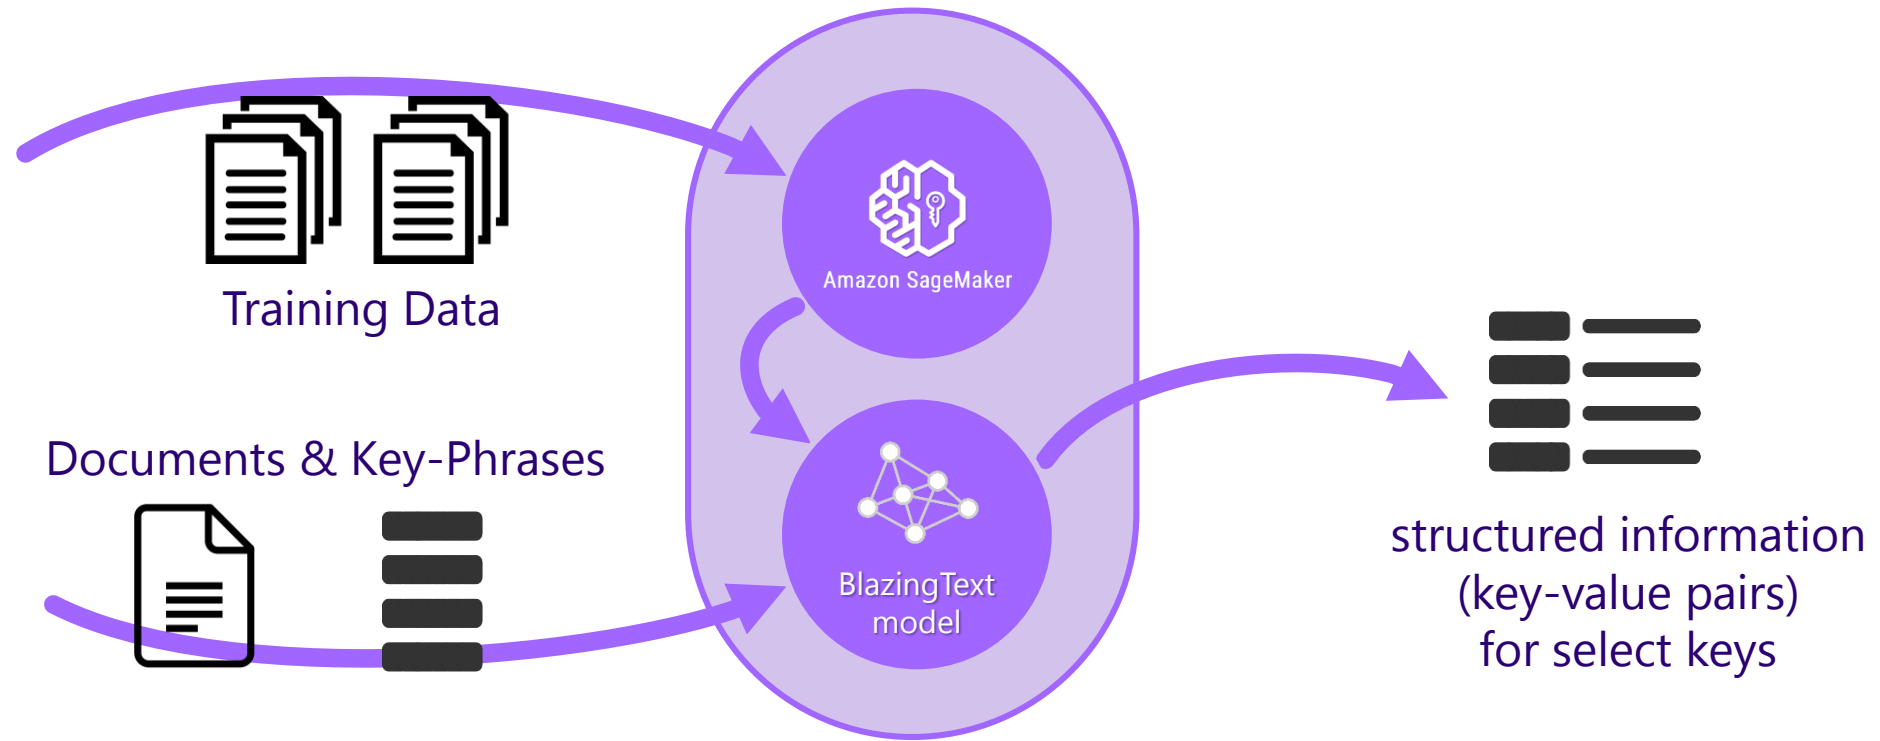 Training Data
Documents & Key-Phrases
Amazon SageMaker
BlazingText
model
structured information
(key-value pairs)
for select keys